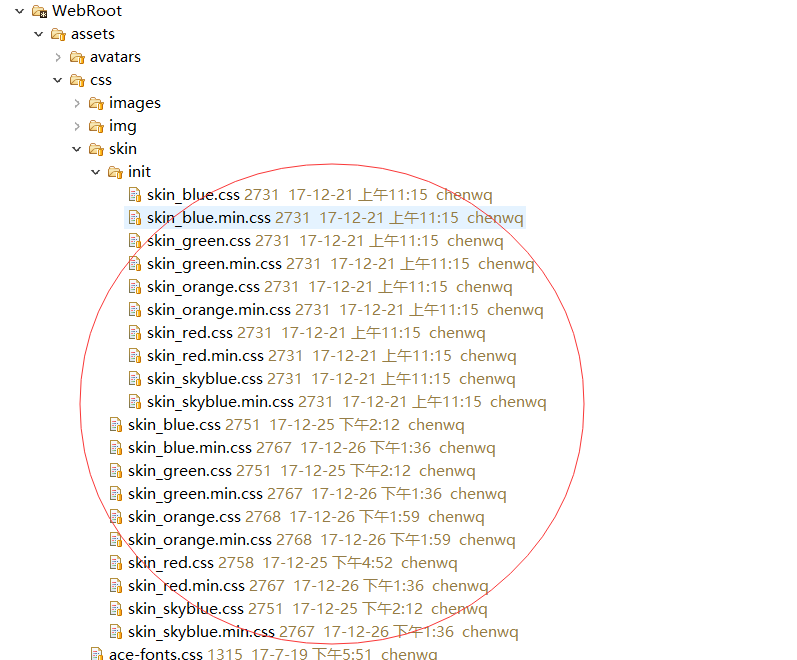 WebRoot
assets
avatars
css
images
img
skin
init
skin_blue.css 2731 17-12-21 上午11:15 chenwq
skin_blue.min.css 2731 17-12-21 上午11:15 chenwq
skin_green.css 2731 17-12-21 上午11:15 chenwq
skin_green.min.css 2731 17-12-21 上午11:15 chenwq
skin_orange.css 2731 17-12-21 上午11:15 chenwq
skin_orange.min.css 2731 17-12-21 上午11:15 chenwq
skin_red.css 2731 17-12-21 上午11:15 chenwq
skin_red.min.css 2731 17-12-21 上午11:15 chenwq
skin_skyblue.css 2731 17-12-21 上午11:15 chenwq
skin_skyblue.min.css 2731 17-12-21 上午11:15 chenwq
skin_blue.css 2751 17-12-25 下午2:12 chenwq
skin_blue.min.css 2767 17-12-26 下午1:36 chenwq
skin_green.css 2751 17-12-25 下午2:12 chenwq
skin_green.min.css 2767 17-12-26 下午1:36 chenwq
skin_orange.css 2768 17-12-26 下午1:59 chenwq
skin_orange.min.css 2768 17-12-26 下午1:59 chenwq
skin_red.css 2758 17-12-25 下午4:52 chenwq
skin_red.min.css 2767 17-12-26 下午1:36 chenwq
skin_skyblue.css 2751 17-12-25 下午2:12 chenwq
skin_skyblue.min.css 2767 17-12-26 下午1:36 chenwq
ace-fonts.css 1315 17-7-19 下午5:51 chenwq